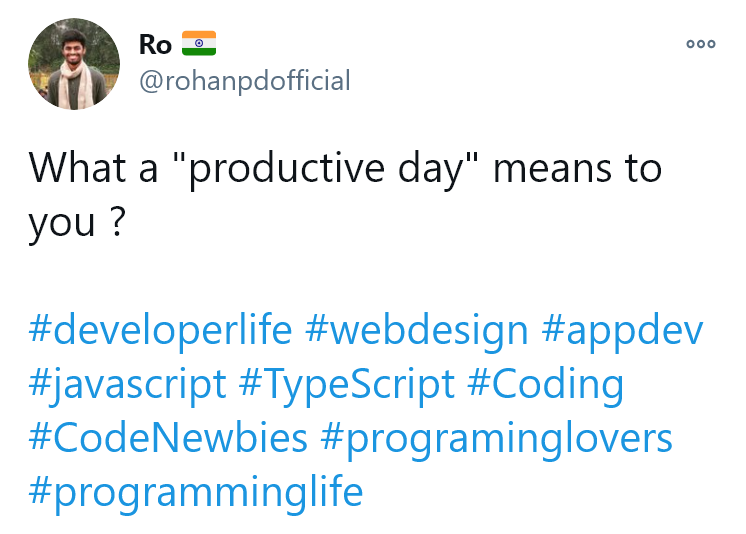 Ro
@rohanpdofficial
What a "productive day" means to
you ?
#developerlife #webdesign #appdev
#javascript #TypeScript #Coding
#CodeNewbies #programinglovers
#programminglife